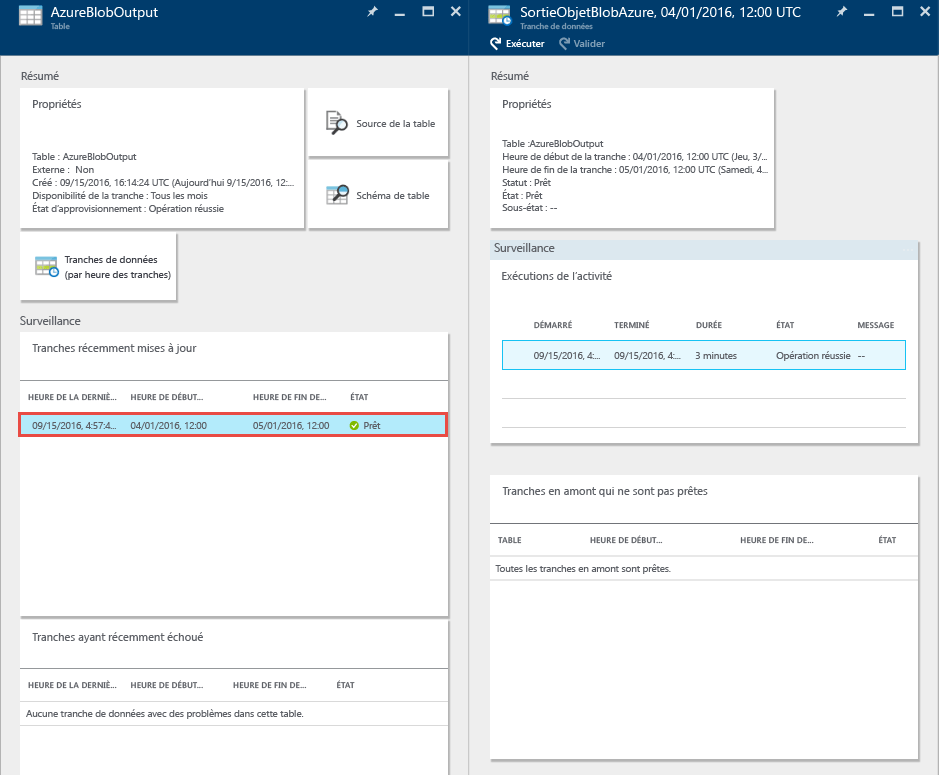 AzureBlobOutput
Table
Résumé
Propriétés
Table : AzureBlobOutput
Externe : Non
Créé : 09/15/2016, 16:14:24 UTC (Aujourd'hui 9/15/2016, 12:...
Disponibilité de la tranche : Tous les mois
État d'approvisionnement : Opération réussie
Source de la table
Schéma de table
Tranches de données
(par heure des tranches)
Surveillance
Tranches récemment mises à jour
HEURE DE LA DERNIÈ... HEURE DE DÉBUT... HEURE DE FIN DE... ÉTAT
09/15/2016, 4:57:4... 04/01/2016, 12:00 05/01/2016, 12:00 Prêt
Tranches ayant récemment échoué
HEURE DE LA DERNIÈ... HEURE DE DÉBUT... HEURE DE FIN DE... ÉTAT
Aucune tranche de données avec des problèmes dans cette table.
SortieObjetBlobAzure, 04/01/2016, 12:00 UTC
Tranche de données
Exécuter Valider
Résumé
Propriétés
Table :AzureBlobOutput
Heure de début de la tranche : 04/01/2016, 12:00 UTC (Jeu, 3/...
Heure de fin de la tranche : 05/01/2016, 12:00 UTC (Samedi, 4...
Statut : Prêt
État : Prêt
Sous-état : --
Surveillance
Exécutions de l'activité
DÉMARRÉ TERMINÉ DURÉE ÉTAT MESSAGE
09/15/2016, 4:... 09/15/2016, 4:... 3 minutes Opération réussie --
Tranches en amont qui ne sont pas prêtes
TABLE HEURE DE DÉBUT... HEURE DE FIN DE... ÉTAT
Toutes les tranches en amont sont prêtes.